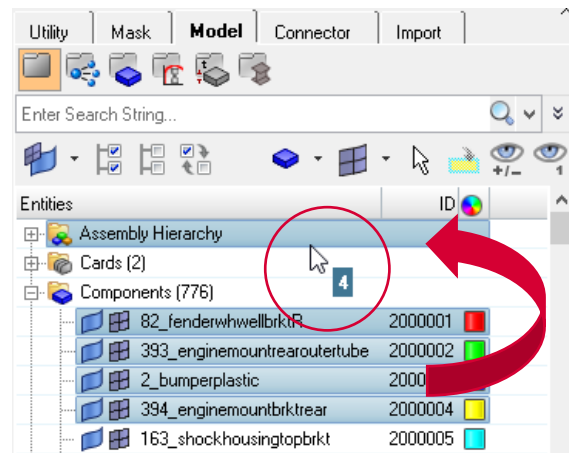 Utility Mask Model Connector Import
Enter Search String...
+/- 1
Entities ID
Assembly Hierarchy
4
Cards (2)
Components (776)
82_fenderwhwellbrktR 2000001
393_enginemountrearoutertube 2000002
2_bumperplastic 2000
394_enginemountbrktrear 2000004
163_shockhousingtopbrkt 2000005